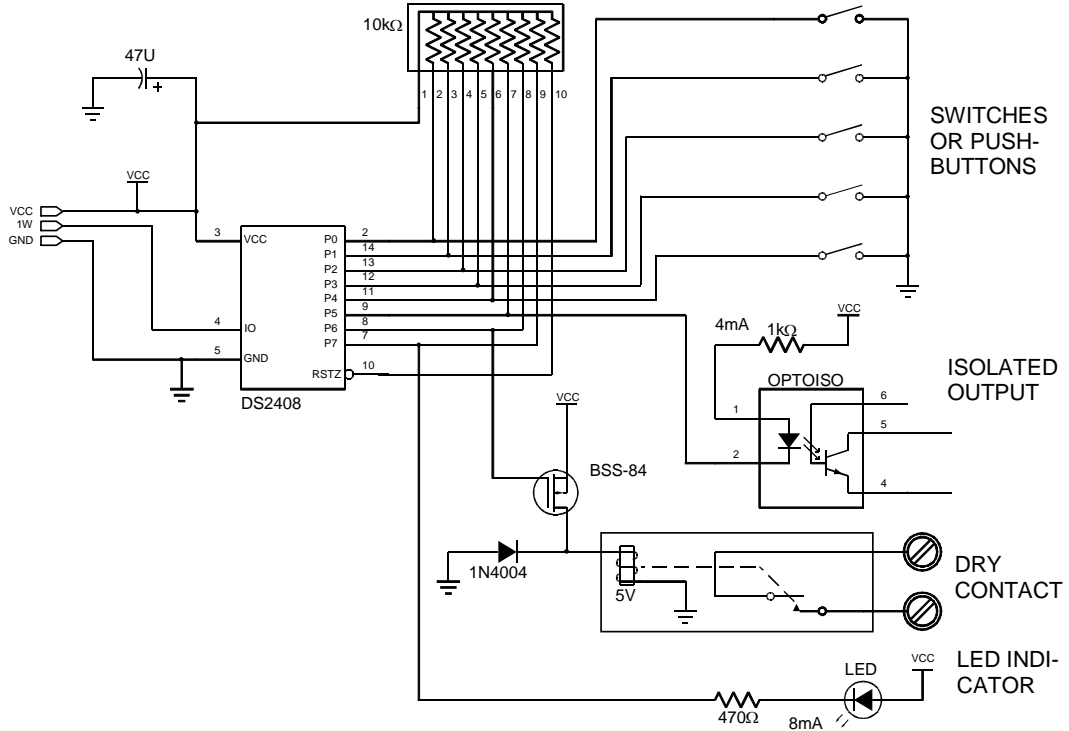 10kΩ
47U
+
1 2 3 4 5 6 7 8 9 10
SWITCHES
OR PUSH-
BUTTONS
VCC
VCC
1W
GND
3 VCC
4 IO
5 GND
P0 2
P1 14
P2 13
P3 12
P4 11
P5 9
P6 8
P7 7
RSTZ 10
DS2408
VCC
4mA 1kΩ
OPTOISO
1
2
6
5
4
ISOLATED
OUTPUT
VCC
BSS-84
1N4004
5V
DRY
CONTACT
LED
VCC
470Ω
8mA
LED INDI-
CATOR